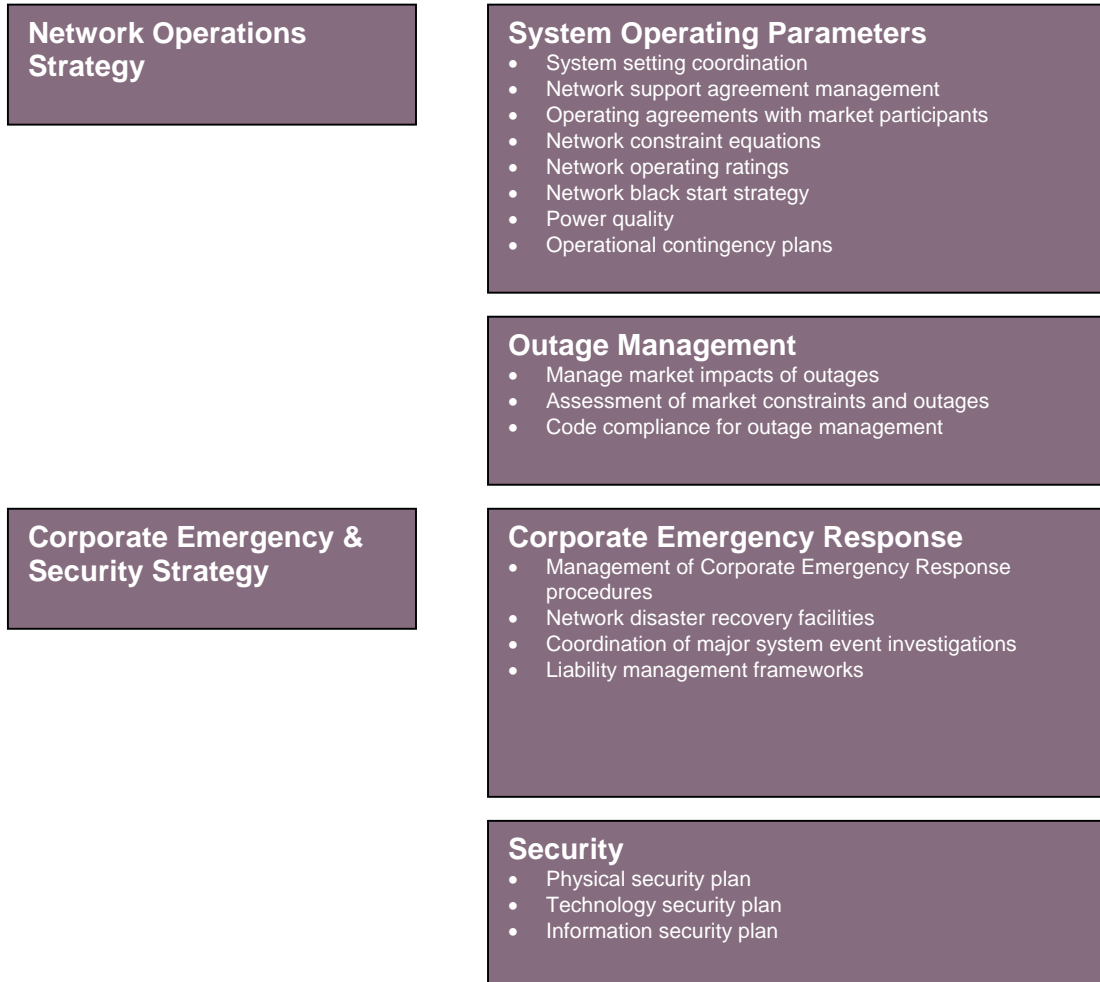 Network Operations
Strategy
System Operating Parameters
• System setting coordination
• Network support agreement management
• Operating agreements with market participants
• Network constraint equations
• Network operating ratings
• Network black start strategy
• Power quality
• Operational contingency plans
Outage Management
• Manage market impacts of outages
• Assessment of market constraints and outages
• Code compliance for outage management
Corporate Emergency &
Security Strategy
Corporate Emergency Response
• Management of Corporate Emergency Response
procedures
• Network disaster recovery facilities
• Coordination of major system event investigations
• Liability management frameworks
Security
• Physical security plan
• Technology security plan
• Information security plan